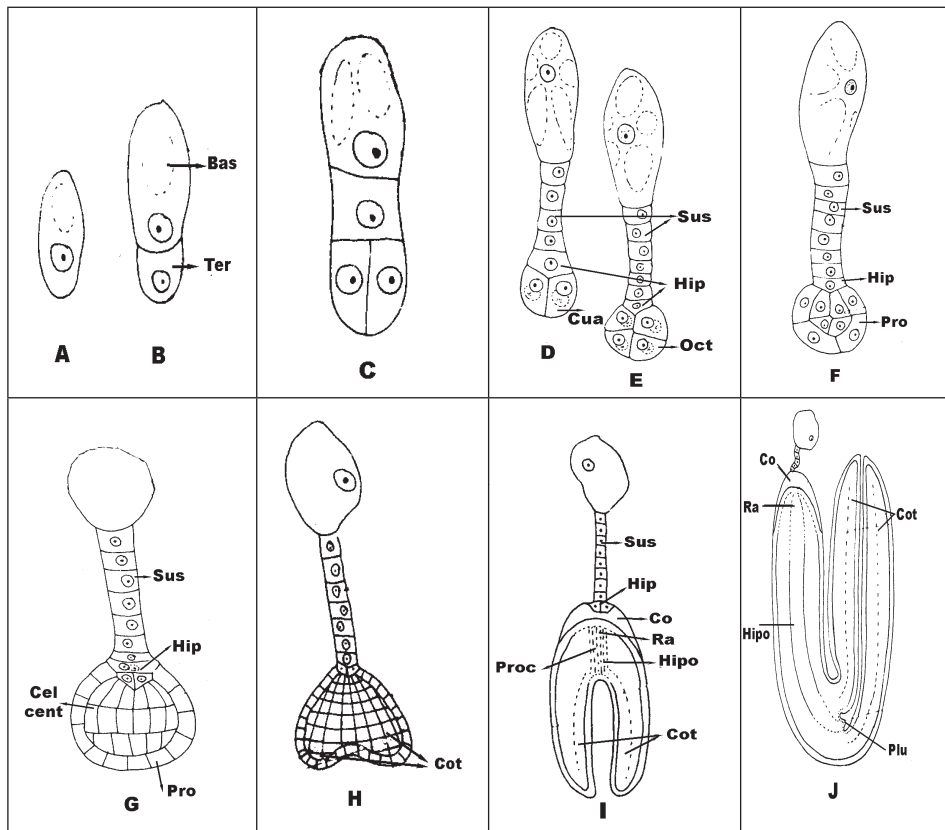 Bas
Ter
A
B
C
Sus
Hip
Cua
Oct
D
E
Sus
Hip
Pro
F
Sus
Hip
Cel
cent
Pro
G
Cot
H
Sus
Hip
Co
Ra
Proc
Hipo
Cot
I
Co
Ra
Cot
Hipo
Plu
J